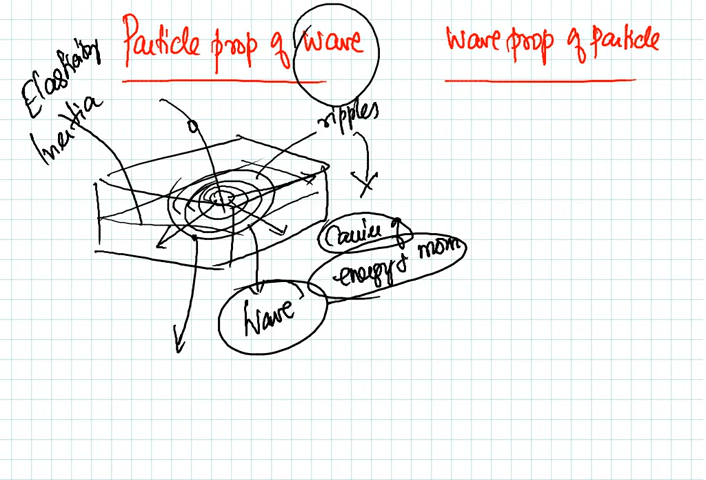 Particle prop of Wave
Wave prop of Particle
Elasticity
Inertia
ripples
Carrier of
energy & mom
Wave